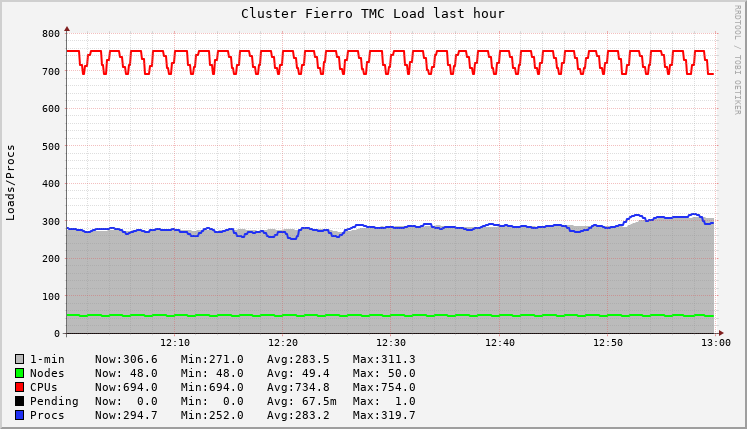 Cluster Fierro TMC Load last hour
RRDTOOL / TOBI OETIKER
Loads/Procs
800
700
600
500
400
300
200
100
0
12:10 12:20 12:30 12:40 12:50 13:00
1-min Now:306.6 Min:271.0 Avg:283.5 Max:311.3
Nodes Now: 48.0 Min: 48.0 Avg: 49.4 Max: 50.0
CPUs Now:694.0 Min:694.0 Avg:734.8 Max:754.0
Pending Now: 0.0 Min: 0.0 Avg: 67.5m Max: 1.0
Procs Now:294.7 Min:252.0 Avg:283.2 Max:319.7